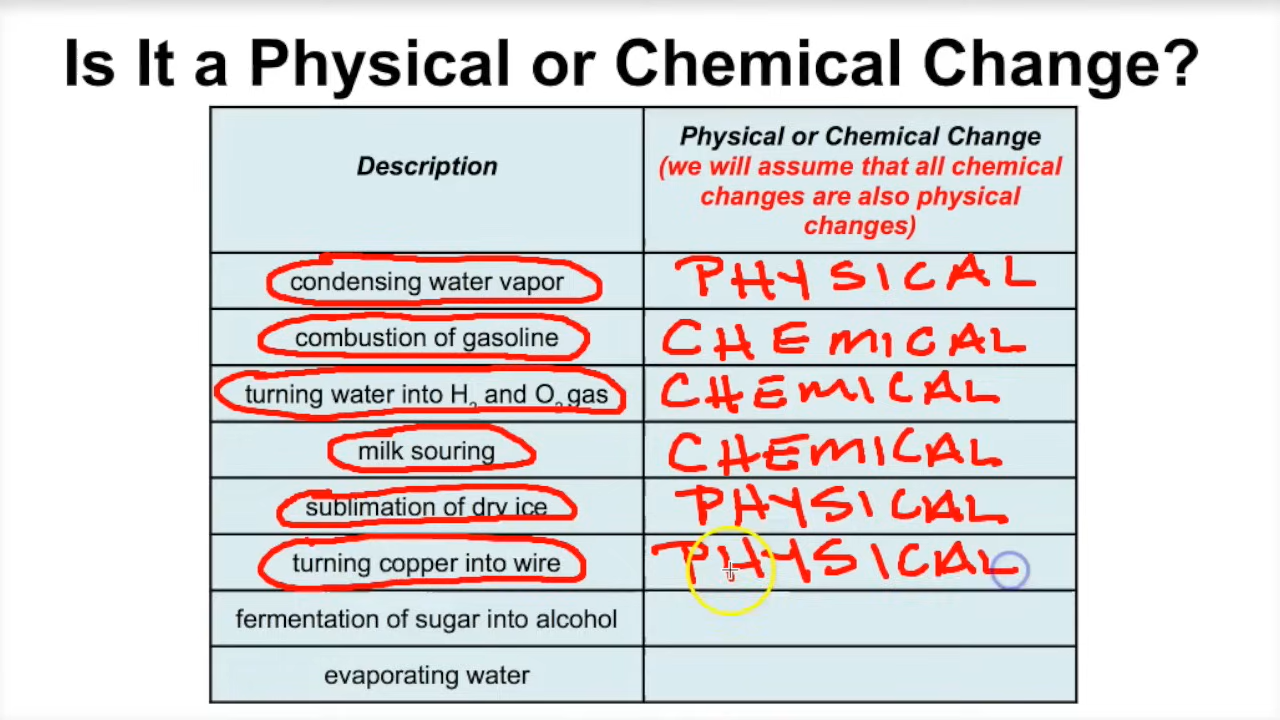 Is It a Physical or Chemical Change?
Description
Physical or Chemical Change
(we will assume that all chemical
changes are also physical
changes)
condensing water vapor
PHYSICAL
combustion of gasoline
CHEMICAL
turning water into H₂ and O₂ gas
CHEMICAL
milk souring
CHEMICAL
sublimation of dry ice
PHYSICAL
turning copper into wire
PHYSICAL
fermentation of sugar into alcohol
evaporating water